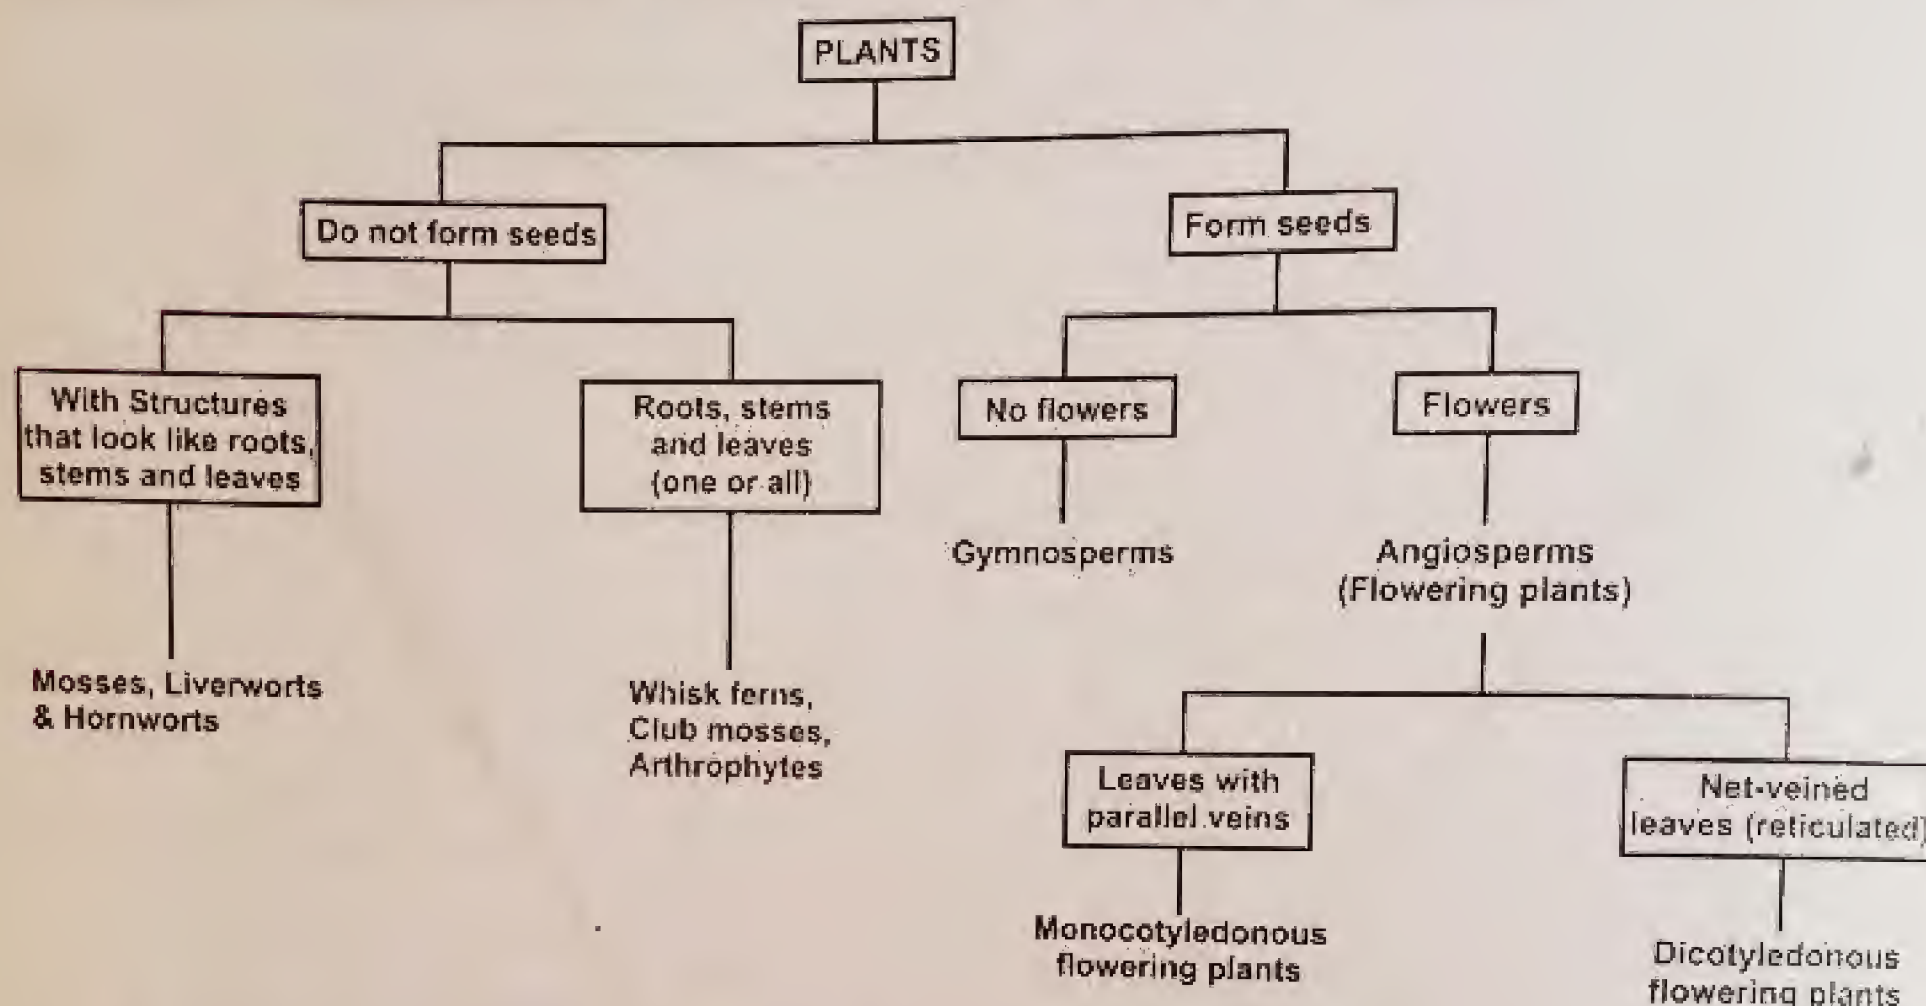 PLANTS
Do not form seeds
Form seeds
With Structures
that look like roots,
stems and leaves
Roots, stems
and leaves
(one or all)
No flowers
Flowers
Gymnosperms
Angiosperms
(Flowering plants)
Mosses, Liverworts
& Hornworts
Whisk ferns,
Club mosses,
Arthrophytes
Leaves with
parallel veins
Net-veined
leaves (reticulated)
Monocotyledonous
flowering plants
Dicotyledonous
flowering plants